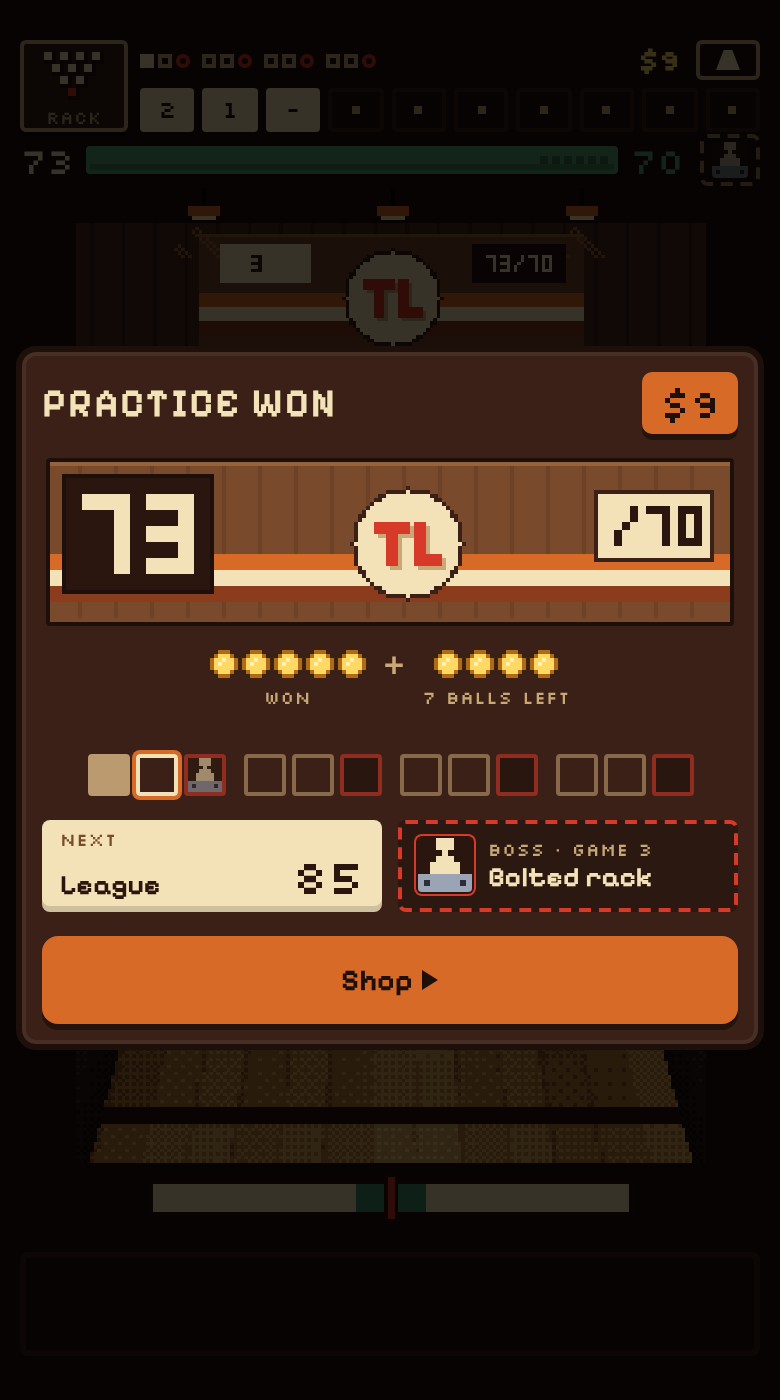 $9
RACK
2 1 -
73 70
3 73/70
TL
PRACTICE WON
$9
73 TL /70
+
WON 7 BALLS LEFT
NEXT
League 85
BOSS · GAME 3
Bolted rack
Shop